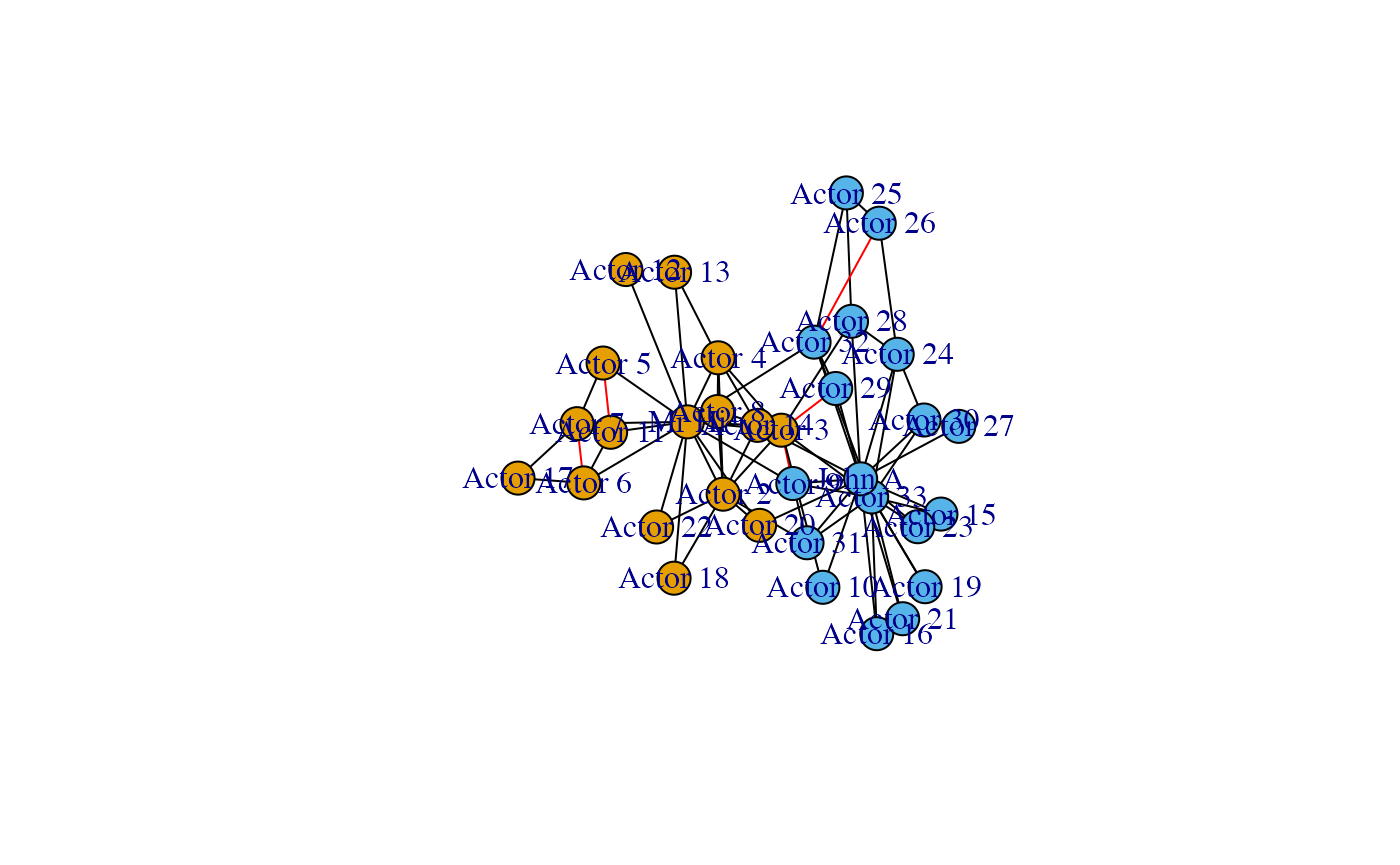 Actor 25
Actor 26
Actor 12
Actor 13
Actor 28
Actor 32
Actor 24
Actor 4
Actor 5
Actor 29
Actor 8
Actor 30
Actor 27
Actor 7
Mr Hi
Actor 14
Actor 3
Actor 11
Actor 17
Actor 6
Actor 9
John A
Actor 2
Actor 33
Actor 15
Actor 22
Actor 20
Actor 23
Actor 31
Actor 18
Actor 10
Actor 19
Actor 21
Actor 16